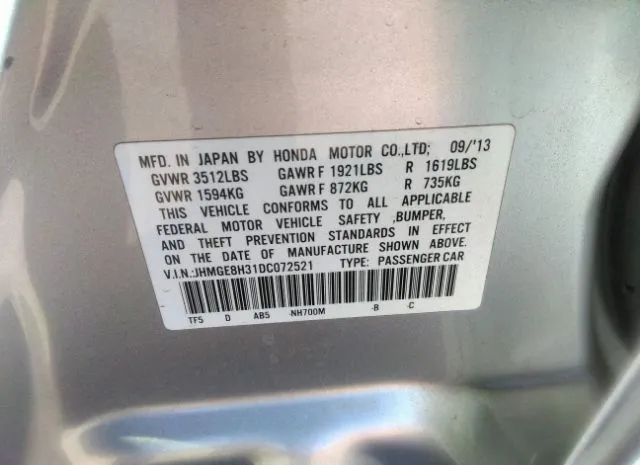 MFD. IN JAPAN BY HONDA MOTOR CO.,LTD; 09/'13
GVWR 3512LBS GAWR F 1921LBS R 1619LBS
GVWR 1594KG GAWR F 872KG R 735KG
THIS VEHICLE CONFORMS TO ALL APPLICABLE
FEDERAL MOTOR VEHICLE SAFETY ,BUMPER,
AND THEFT PREVENTION STANDARDS IN EFFECT
ON THE DATE OF MANUFACTURE SHOWN ABOVE.
V.I.N.:JHMGE8H31DC072521 TYPE: PASSENGER CAR
TF5 D AB5 -NH700M -B -C